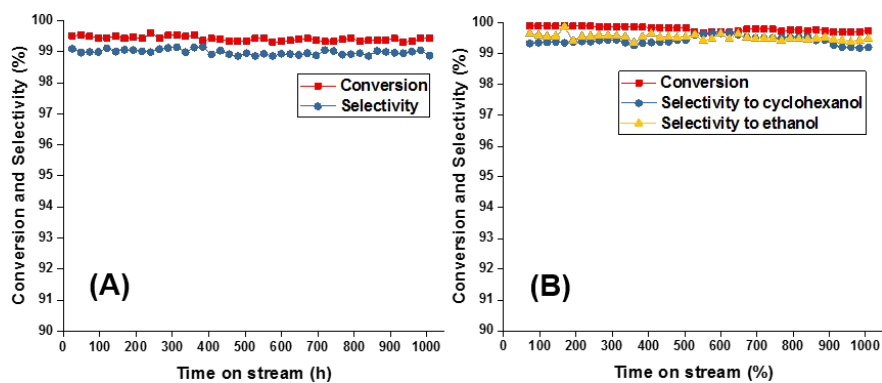 Conversion and Selectivity (%)
100
99
98
97
96
95
94
93
92
91
90
0 100 200 300 400 500 600 700 800 900 1000
Time on stream (h)
Conversion
Selectivity
(A)
Conversion and Selectivity (%)
100
99
98
97
96
95
94
93
92
91
90
0 100 200 300 400 500 600 700 800 900 1000
Time on stream (%)
Conversion
Selectivity to cyclohexanol
Selectivity to ethanol
(B)